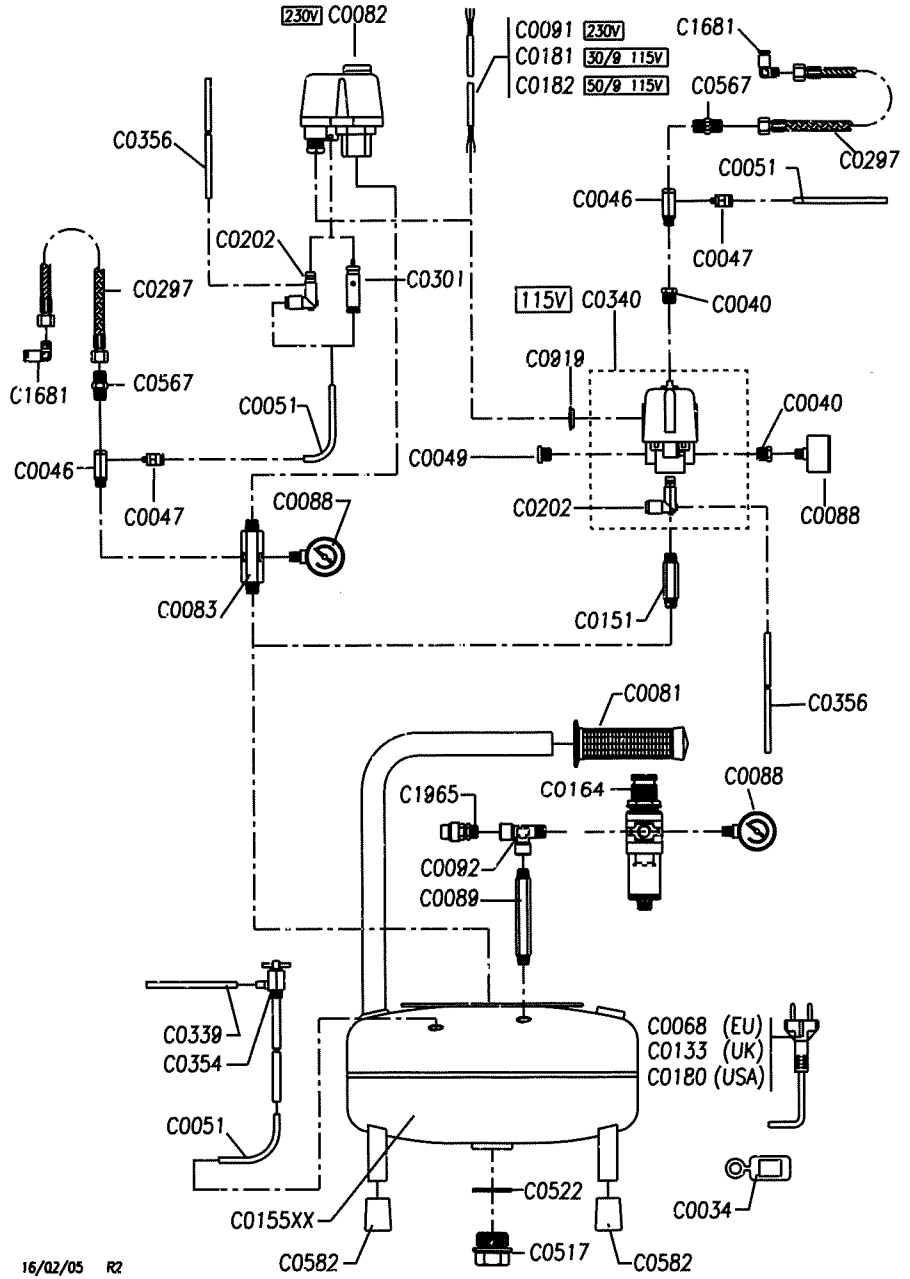 230V C0082
C0091 230V
C0181 30/9 115V
C0182 50/9 115V
C1681
C0567
C0356
C0297
C0051
C0046
C0202
C0047
C0297
C0301
115V C0340
C0040
C0919
C1681
C0567
C0051
C0040
C0046
C0049
C0047
C0088
C0202
C0088
C0083
C0151
C0081
C0356
C0088
C1965
C0164
C0092
C0089
C0339
C0354
C0068 (EU)
C0133 (UK)
C0180 (USA)
C0051
C0522
C0034
C0155XX
C0582
C0517
C0582
16/02/05 R2